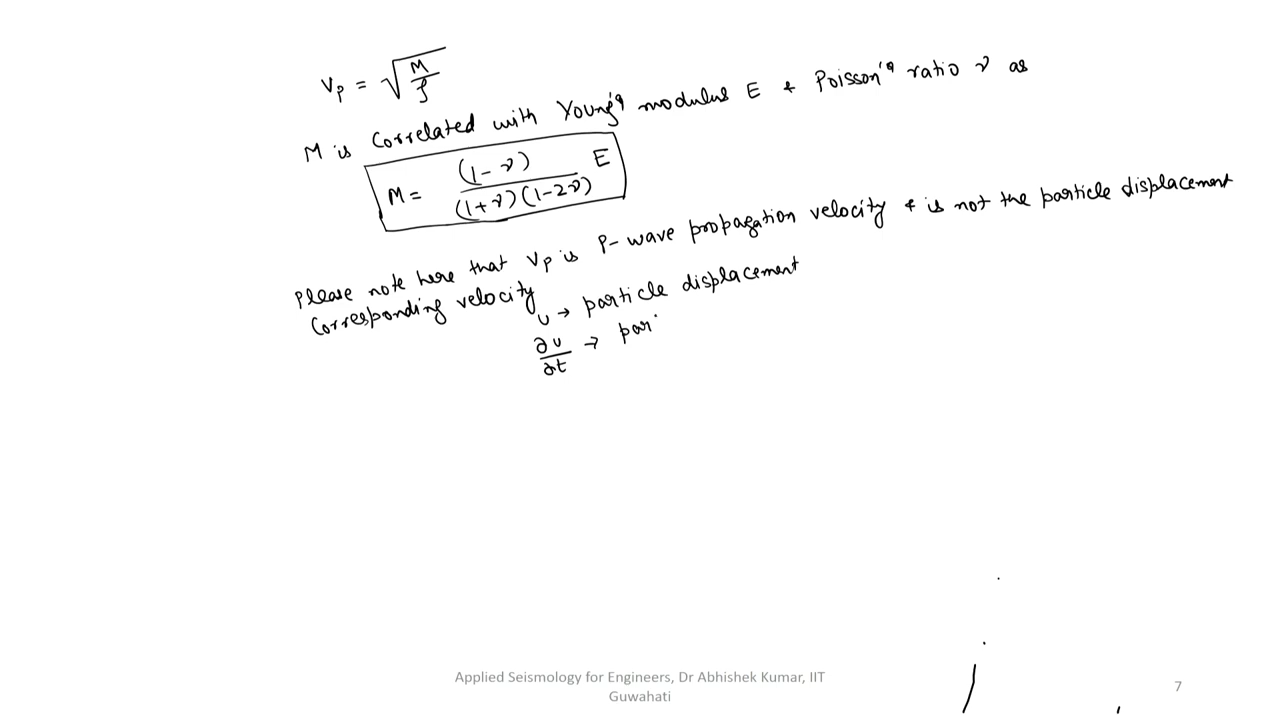 Vp = √(M/ρ)
M is correlated with Young's modulus E & Poisson's ratio ν as
M = (1-ν) / (1+ν)(1-2ν) E
Please note here that Vp is P-wave propagation velocity & is not the particle displacement
corresponding velocity
u → particle displacement
∂u/∂t → par
Applied Seismology for Engineers, Dr Abhishek Kumar, IIT
Guwahati
7